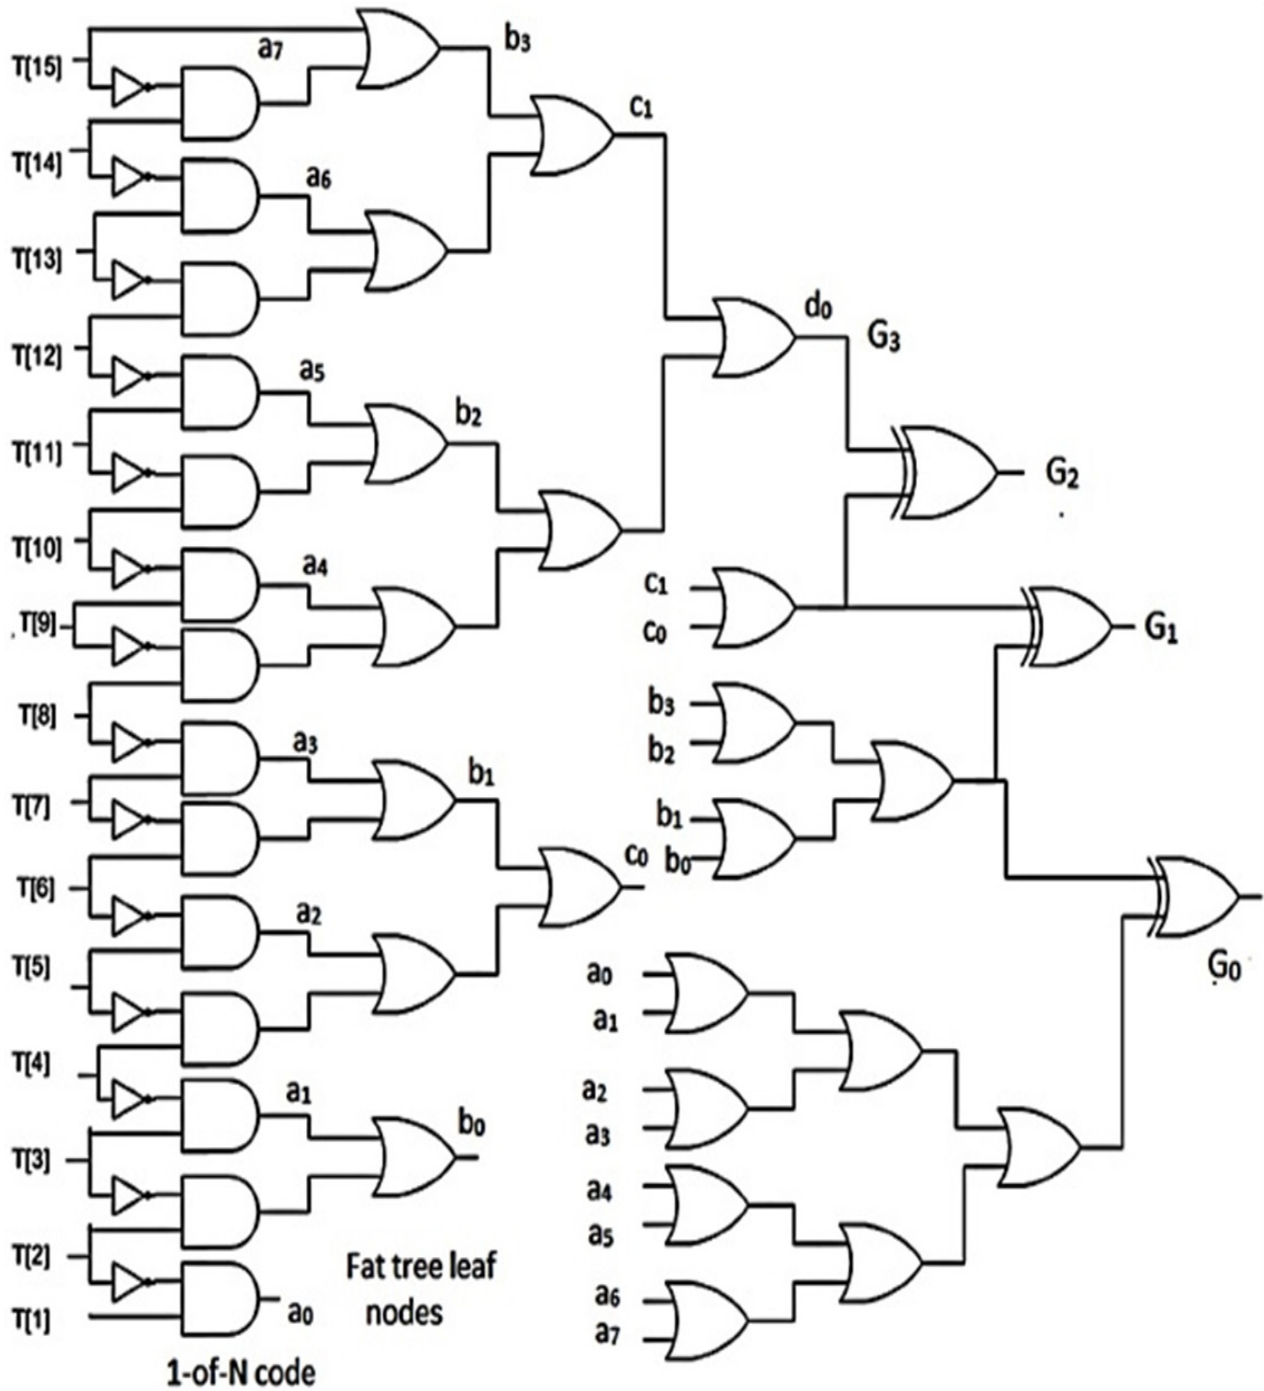 T[15]
a7
b3
c1
T[14]
a6
T[13]
T[12]
a5
d0
G3
b2
T[11]
G2
T[10]
a4
c1
T[9]
c0
G1
b3
T[8]
b2
a3
b1
T[7]
b1
c0
b0
T[6]
a2
T[5]
a0
G0
a1
T[4]
a1
a2
b0
a3
T[3]
a4
a5
T[2]
Fat tree leaf
nodes
a6
T[1]
a0
a7
1-of-N code